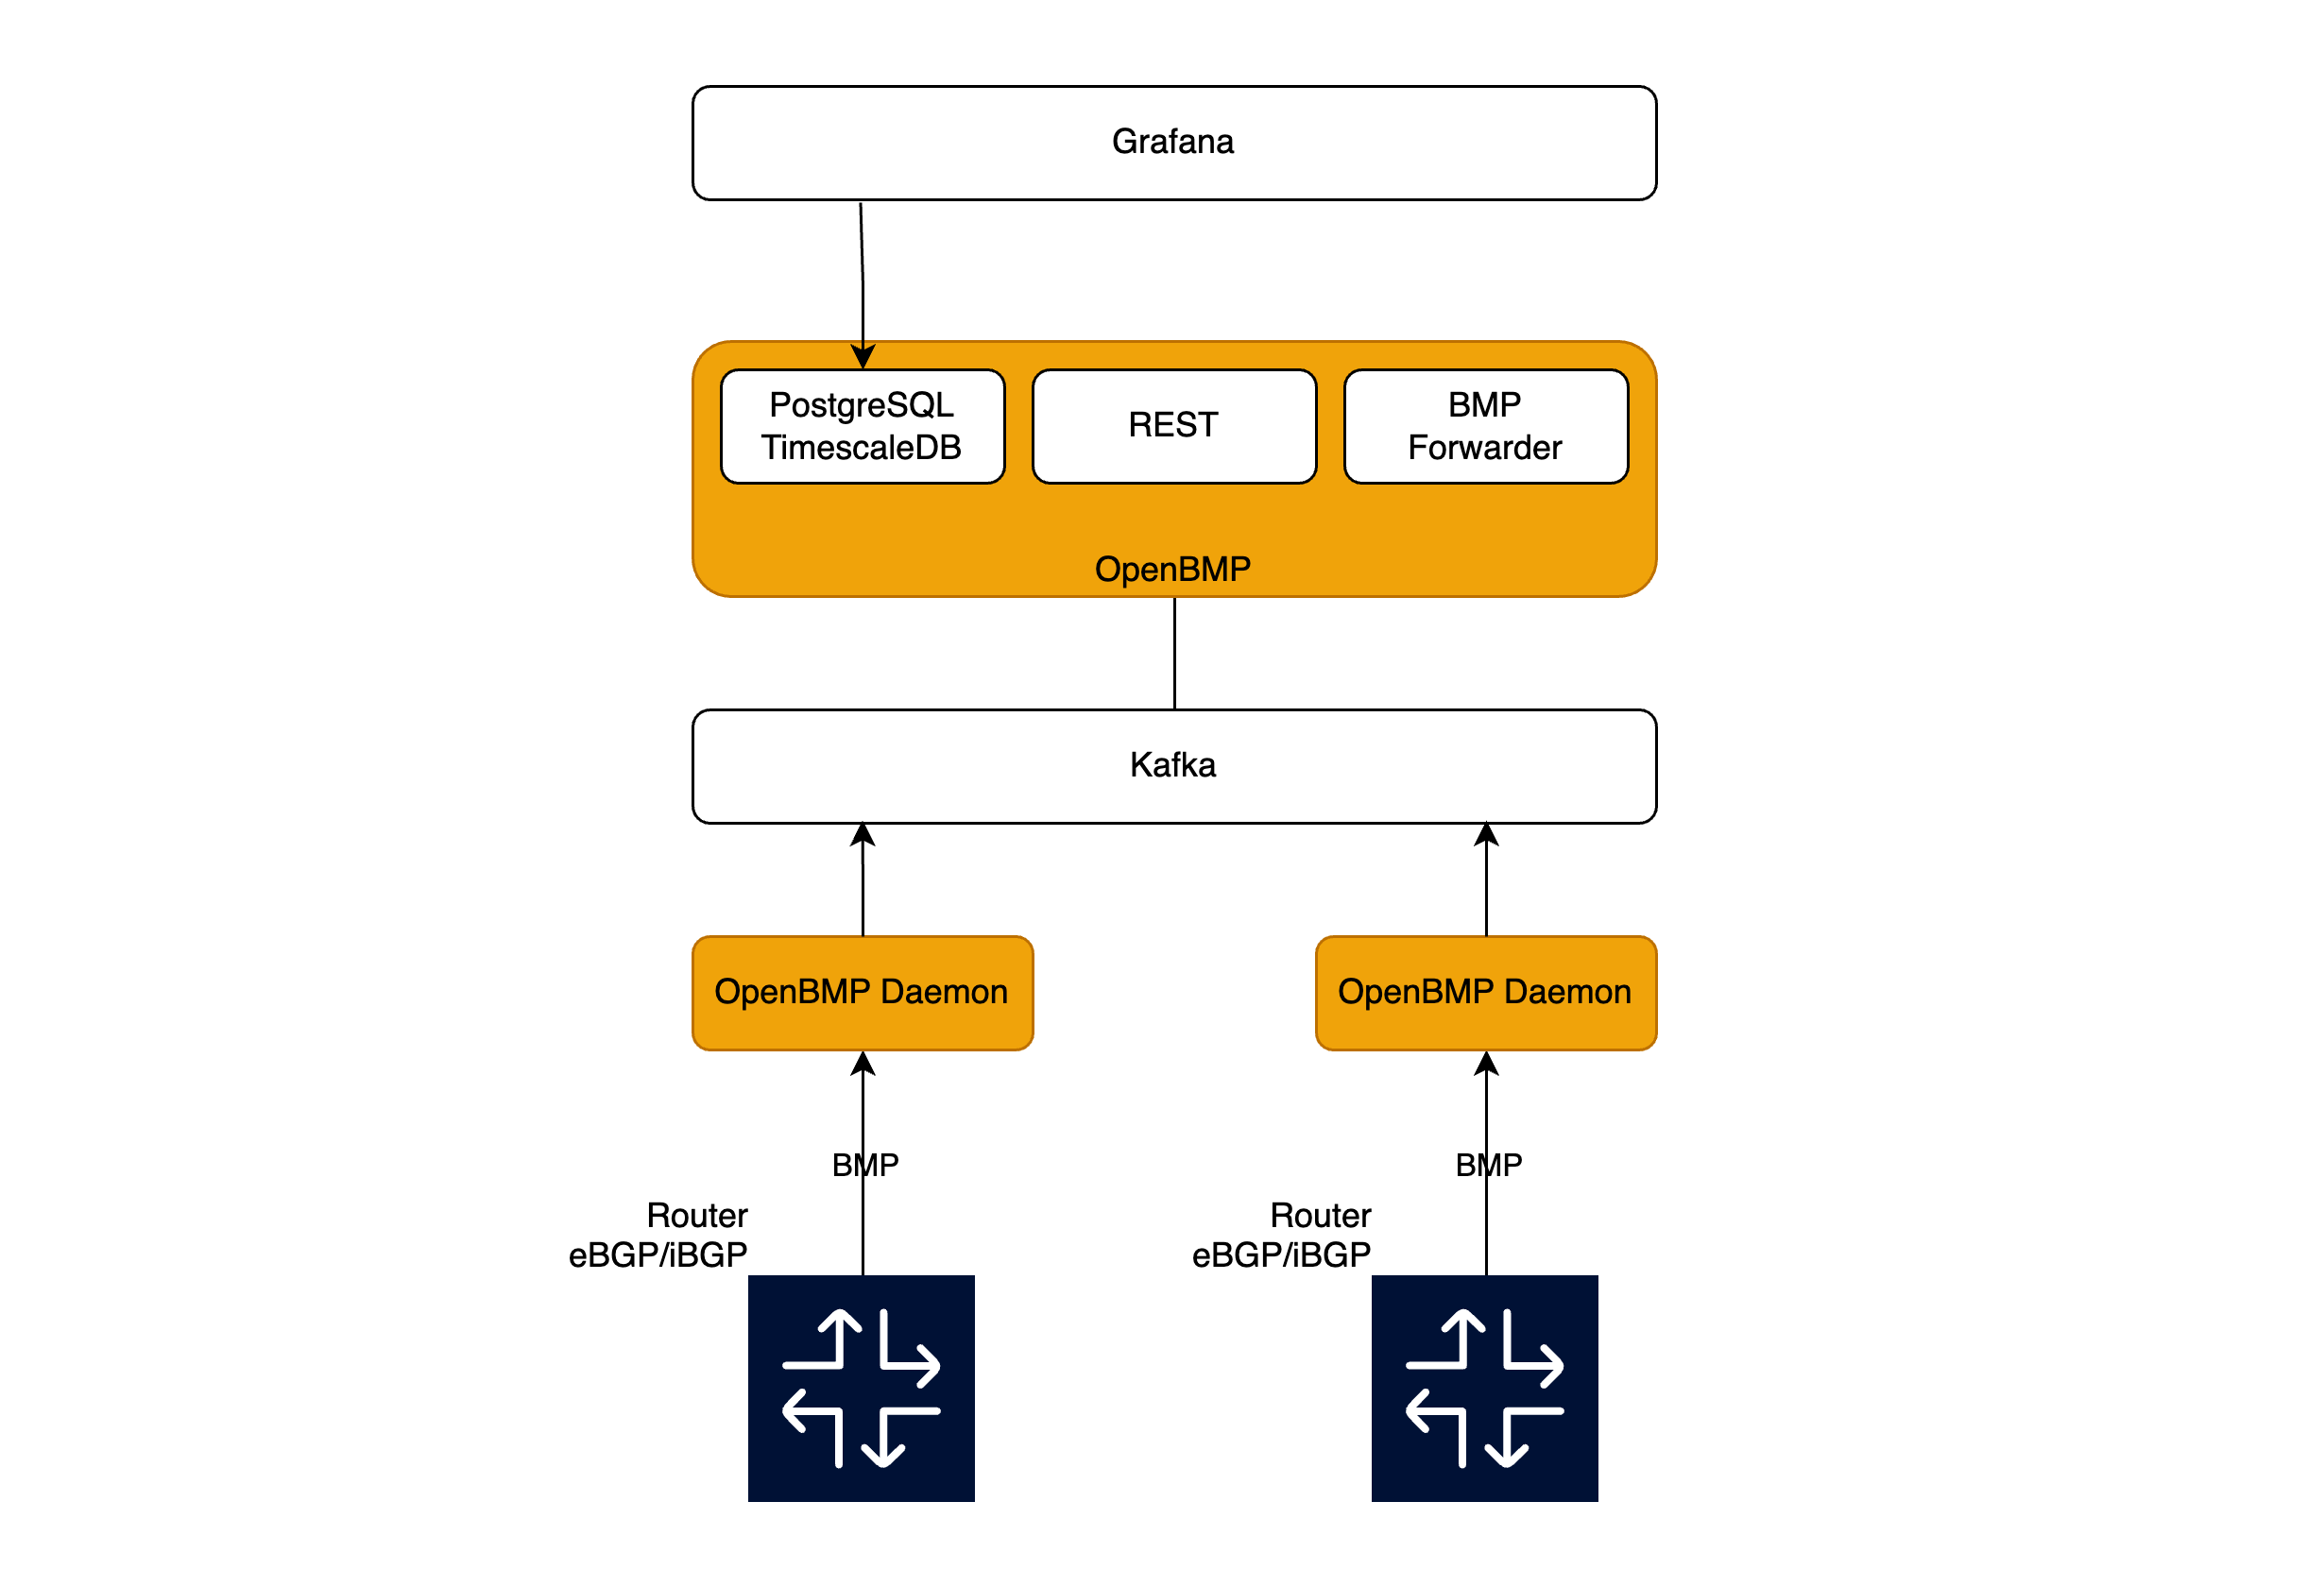 Grafana
PostgreSQL
TimescaleDB
REST
BMP
Forwarder
OpenBMP
Kafka
OpenBMP Daemon
OpenBMP Daemon
BMP
BMP
Router
eBGP/iBGP
Router
eBGP/iBGP